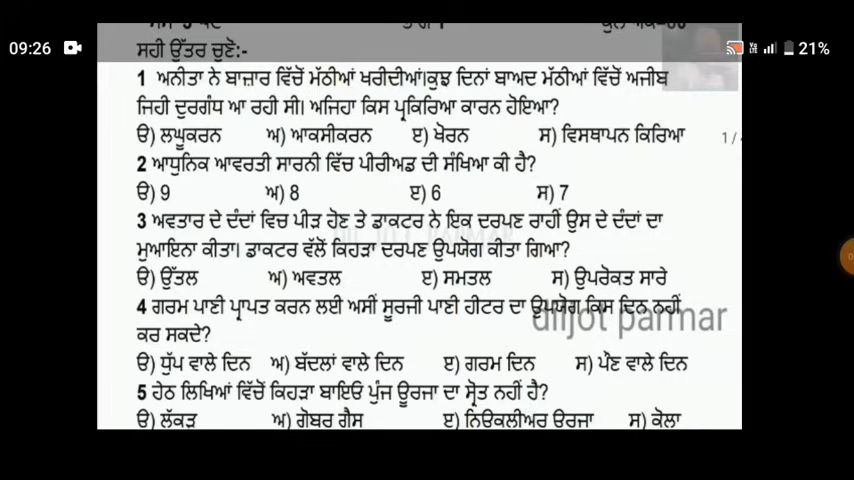 09:26
21%
ਸਹੀ ਉੱਤਰ ਚੁਣੋ:-
1 ਅਨੀਤਾ ਨੇ ਬਾਜ਼ਾਰ ਵਿੱਚੋਂ ਮੱਠੀਆਂ ਖਰੀਦੀਆਂ।ਕੁਝ ਦਿਨਾਂ ਬਾਅਦ ਮੱਠੀਆਂ ਵਿੱਚੋਂ ਅਜੀਬ
ਜਿਹੀ ਦੁਰਗੰਧ ਆ ਰਹੀ ਸੀ। ਅਜਿਹਾ ਕਿਸ ਪ੍ਰਕਿਰਿਆ ਕਾਰਨ ਹੋਇਆ?
ੳ) ਲਘੂਕਰਨ ਅ) ਆਕਸੀਕਰਨ ੲ) ਖੋਰਨ ਸ) ਵਿਸਥਾਪਨ ਕਿਰਿਆ
2 ਆਧੁਨਿਕ ਆਵਰਤੀ ਸਾਰਨੀ ਵਿੱਚ ਪੀਰੀਅਡ ਦੀ ਸੰਖਿਆ ਕੀ ਹੈ?
ੳ) 9 ਅ) 8 ੲ) 6 ਸ) 7
3 ਅਵਤਾਰ ਦੇ ਦੰਦਾਂ ਵਿਚ ਪੀੜ ਹੋਣ ਤੇ ਡਾਕਟਰ ਨੇ ਇਕ ਦਰਪਣ ਰਾਹੀਂ ਉਸ ਦੇ ਦੰਦਾਂ ਦਾ
ਮੁਆਇਨਾ ਕੀਤਾ। ਡਾਕਟਰ ਵੱਲੋਂ ਕਿਹੜਾ ਦਰਪਣ ਉਪਯੋਗ ਕੀਤਾ ਗਿਆ?
ੳ) ਉੱਤਲ ਅ) ਅਵਤਲ ੲ) ਸਮਤਲ ਸ) ਉਪਰੋਕਤ ਸਾਰੇ
4 ਗਰਮ ਪਾਣੀ ਪ੍ਰਾਪਤ ਕਰਨ ਲਈ ਅਸੀਂ ਸੂਰਜੀ ਪਾਣੀ ਹੀਟਰ ਦਾ ਉਪਯੋਗ ਕਿਸ ਦਿਨ ਨਹੀਂ
diljot parmar
ਕਰ ਸਕਦੇ?
ੳ) ਧੁੱਪ ਵਾਲੇ ਦਿਨ ਅ) ਬੱਦਲਾਂ ਵਾਲੇ ਦਿਨ ੲ) ਗਰਮ ਦਿਨ ਸ) ਪੌਣ ਵਾਲੇ ਦਿਨ
5 ਹੇਠ ਲਿਖਿਆਂ ਵਿੱਚੋਂ ਕਿਹੜਾ ਬਾਇਓ ਪੁੰਜ ਊਰਜਾ ਦਾ ਸ੍ਰੋਤ ਨਹੀਂ ਹੈ?
ੳ) ਲੱਕੜ ਅ) ਗੋਬਰ ਗੈਸ ੲ) ਨਿਊਕਲੀਅਰ ਓਰਜਾ ਸ) ਕੋਲਾ